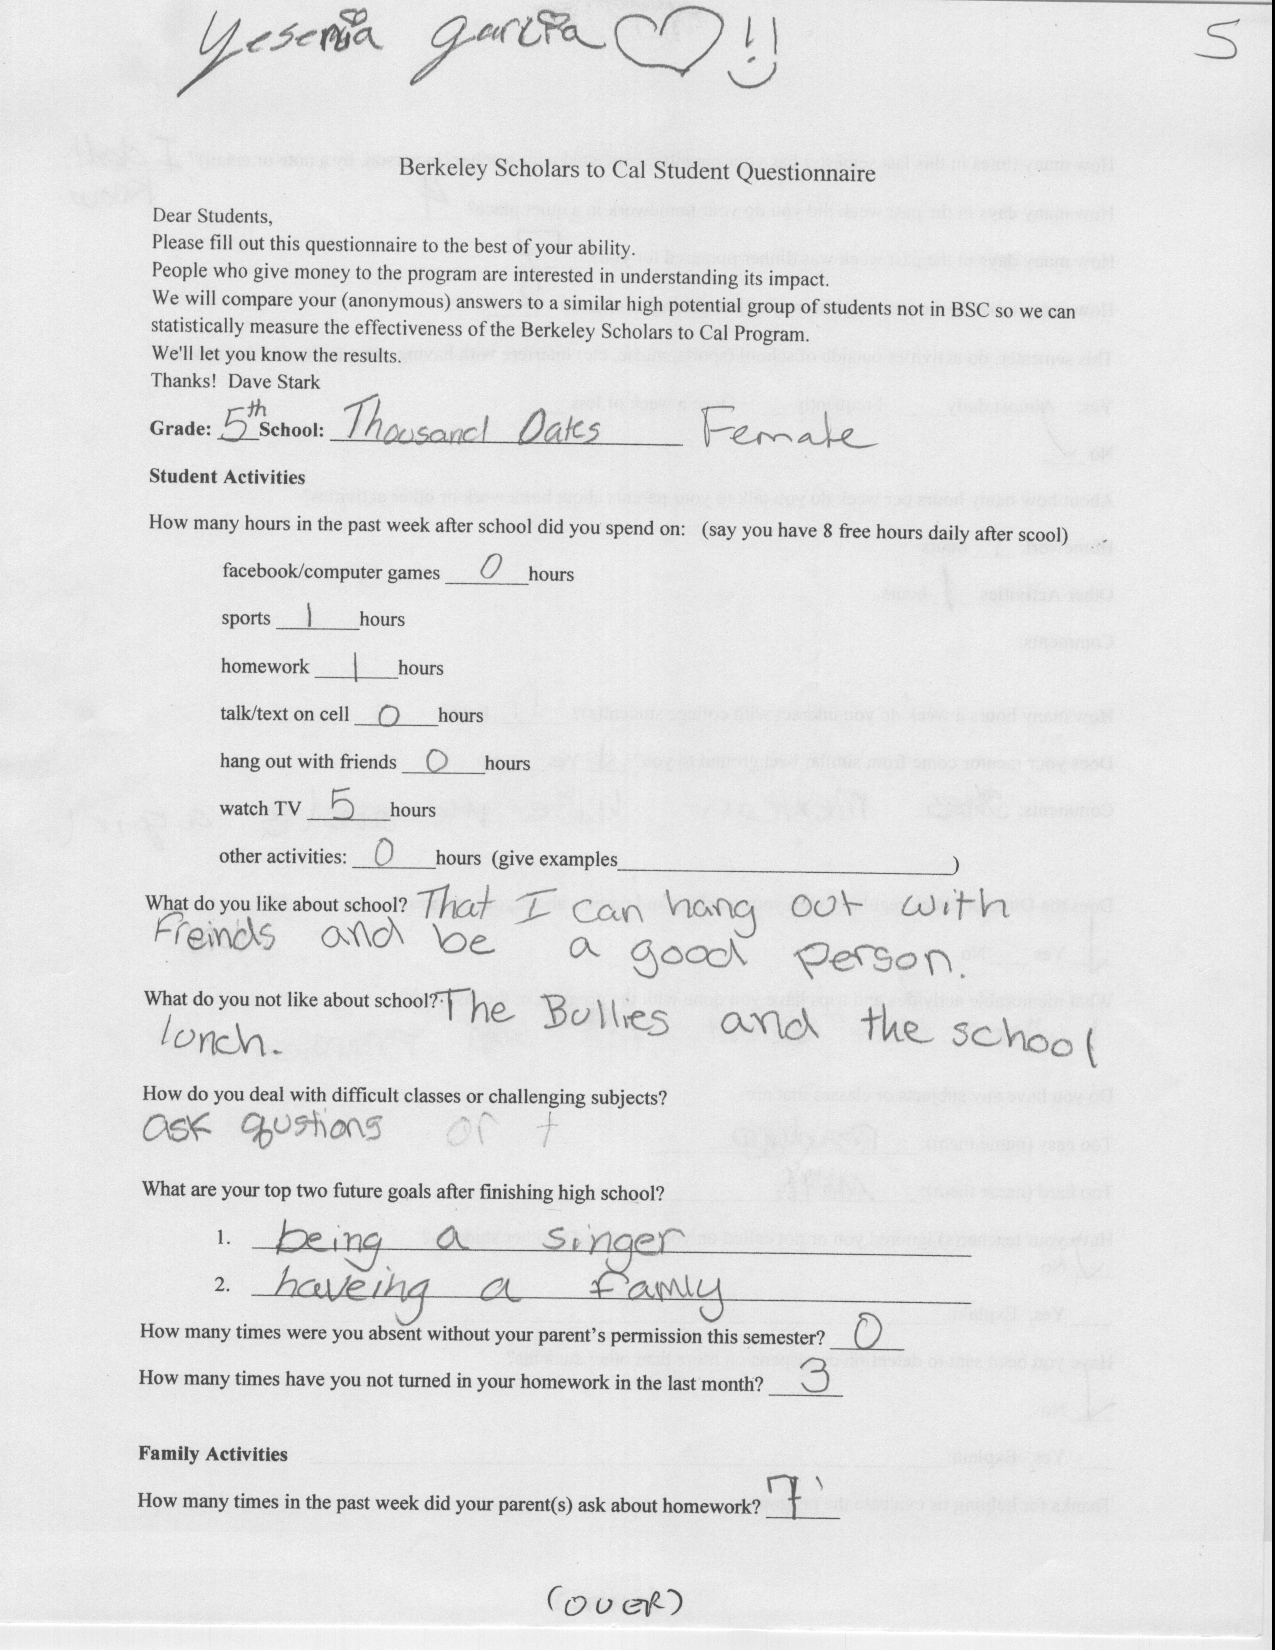 Yesenia garcia !!
5
Berkeley Scholars to Cal Student Questionnaire
Dear Students,
Please fill out this questionnaire to the best of your ability.
People who give money to the program are interested in understanding its impact.
We will compare your (anonymous) answers to a similar high potential group of students not in BSC so we can
statistically measure the effectiveness of the Berkeley Scholars to Cal Program.
We'll let you know the results.
Thanks! Dave Stark
Grade: 5th School: Thousand Oaks Female
Student Activities
How many hours in the past week after school did you spend on: (say you have 8 free hours daily after scool)
facebook/computer games 0 hours
sports 1 hours
homework 1 hours
talk/text on cell 0 hours
hang out with friends 0 hours
watch TV 5 hours
other activities: 0 hours (give examples )
What do you like about school? That I can hang out with
Freinds and be a good person.
What do you not like about school? The Bullies and the school
lunch.
How do you deal with difficult classes or challenging subjects?
ask qustions or t
What are your top two future goals after finishing high school?
1. being a singer
2. haveing a famly
How many times were you absent without your parent's permission this semester? 0
How many times have you not turned in your homework in the last month? 3
Family Activities
How many times in the past week did your parent(s) ask about homework? 7
(OVER)